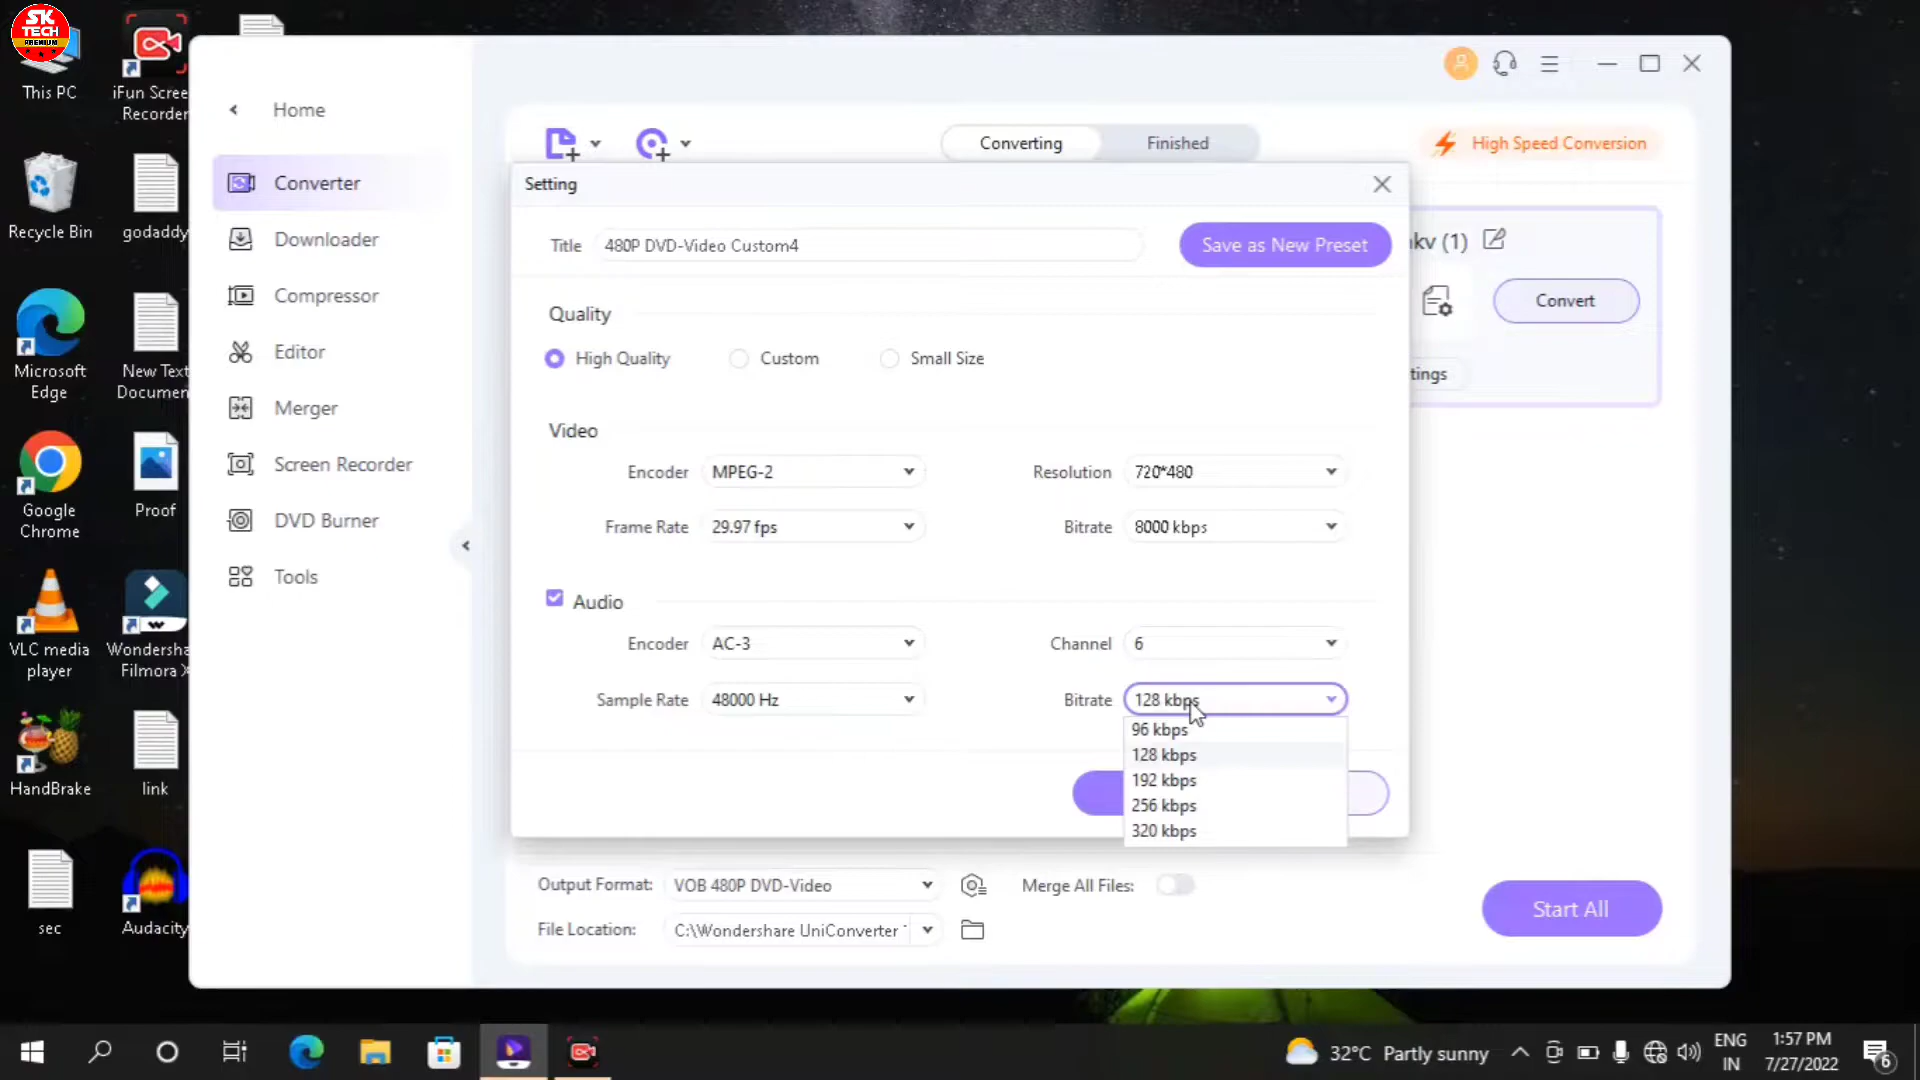 SK
TECH
PREMIUM
This PC
iFun Scree
Recorder
Recycle Bin
godaddy
Microsoft
Edge
New Text
Documen
Google
Chrome
Proof
VLC media
player
Wondersha
Filmora X
HandBrake
link
sec
Audacity
Home
Converter
Downloader
Compressor
Editor
Merger
Screen Recorder
DVD Burner
Tools
Converting
Finished
High Speed Conversion
Setting
Title
480P DVD-Video Custom4
Save as New Preset
kv (1)
Convert
tings
Quality
High Quality
Custom
Small Size
Video
Encoder
MPEG-2
Resolution
720*480
Frame Rate
29.97 fps
Bitrate
8000 kbps
Audio
Encoder
AC-3
Channel
6
Sample Rate
48000 Hz
Bitrate
128 kbps
96 kbps
128 kbps
192 kbps
256 kbps
320 kbps
Output Format:
VOB 480P DVD-Video
Merge All Files:
File Location:
C:\Wondershare UniConverter
Start All
32°C Partly sunny
ENG
IN
1:57 PM
7/27/2022
6